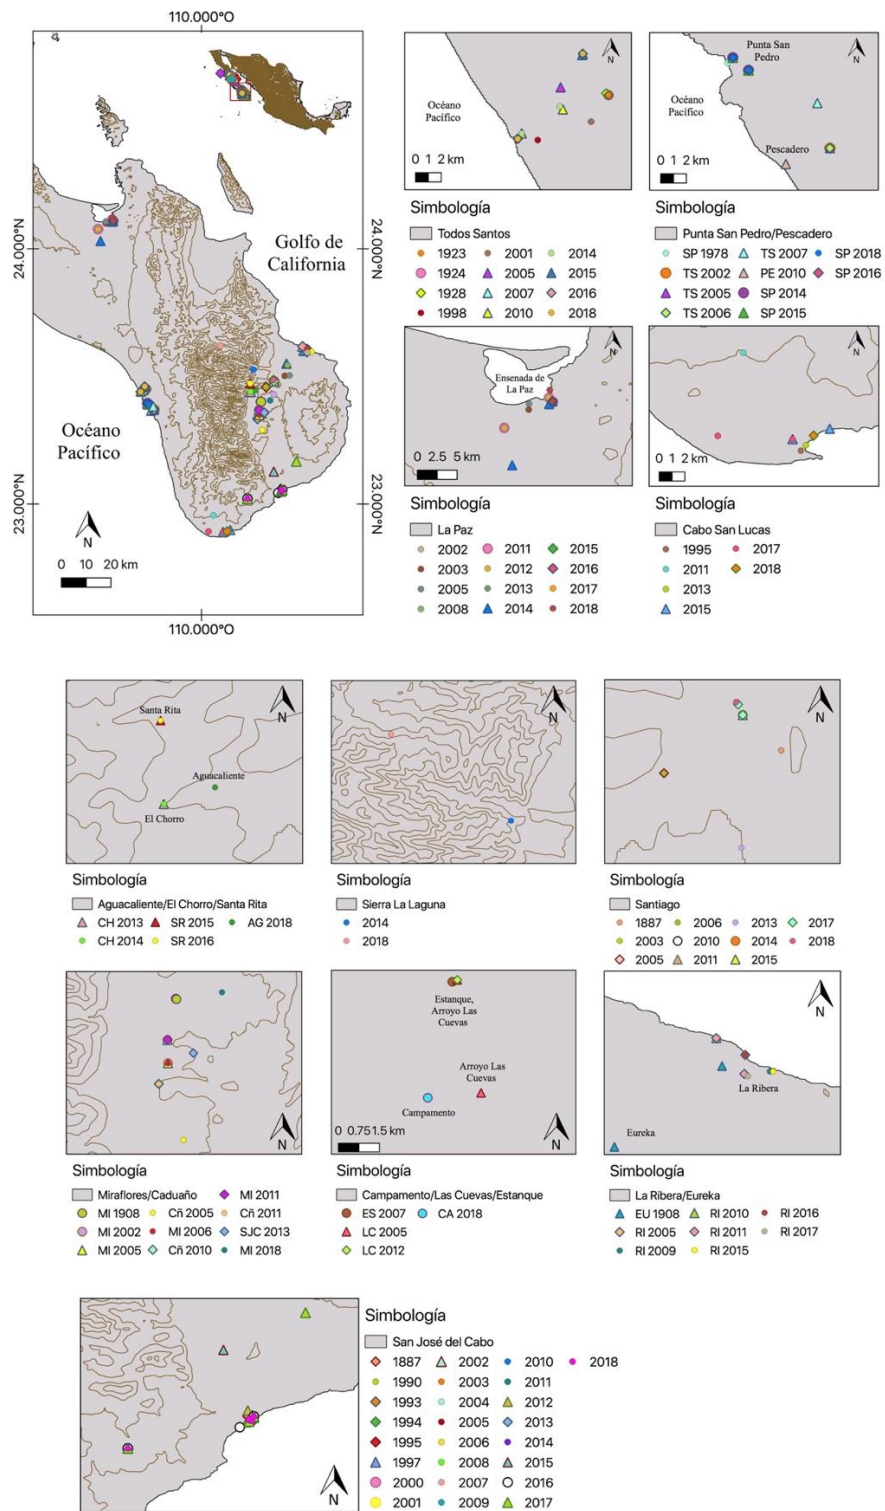 110.000°O
24.000°N
23.000°N
Golfo de
California
24.000°N
23.000°N
Océano
Pacífico
N
0 10 20 km
110.000°O
N
Océano
Pacífico
0 1 2 km
Simbología
Todos Santos
1923 2001 2014
1924 2005 2015
1928 2007 2016
1998 2010 2018
Punta San
Pedro
N
Océano
Pacífico
Pescadero
0 1 2 km
Simbología
Punta San Pedro/Pescadero
SP 1978 TS 2007 SP 2018
TS 2002 PE 2010 SP 2016
TS 2005 SP 2014
TS 2006 SP 2015
N
Ensenada de
La Paz
0 2.5 5 km
Simbología
La Paz
2002 2011 2015
2003 2012 2016
2005 2013 2017
2008 2014 2018
N
0 1 2 km
Simbología
Cabo San Lucas
1995 2017
2011 2018
2013
2015
Santa Rita
N
Aguacaliente
El Chorro
Simbología
Aguacaliente/El Chorro/Santa Rita
CH 2013 SR 2015 AG 2018
CH 2014 SR 2016
N
Simbología
Sierra La Laguna
2014
2018
N
Simbología
Santiago
1887 2006 2013 2017
2003 2010 2014 2018
2005 2011 2015
N
Simbología
Miraflores/Caduaño
MI 1908 Cñ 2005 MI 2011
MI 2002 MI 2006 Cñ 2011
MI 2005 Cñ 2010 SJC 2013
MI 2018
Estanque,
Arroyo Las
Cuevas
Arroyo Las
Cuevas
Campamento
0 0.751.5 km
N
Simbología
Campamento/Las Cuevas/Estanque
ES 2007 CA 2018
LC 2005
LC 2012
N
La Ribera
Eureka
Simbología
La Ribera/Eureka
EU 1908 RI 2010 RI 2016
RI 2005 RI 2011 RI 2017
RI 2009 RI 2015
N
Simbología
San José del Cabo
1887 2002 2010 2018
1990 2003 2011
1993 2004 2012
1994 2005 2013
1995 2006 2014
1997 2008 2015
2000 2007 2016
2001 2009 2017